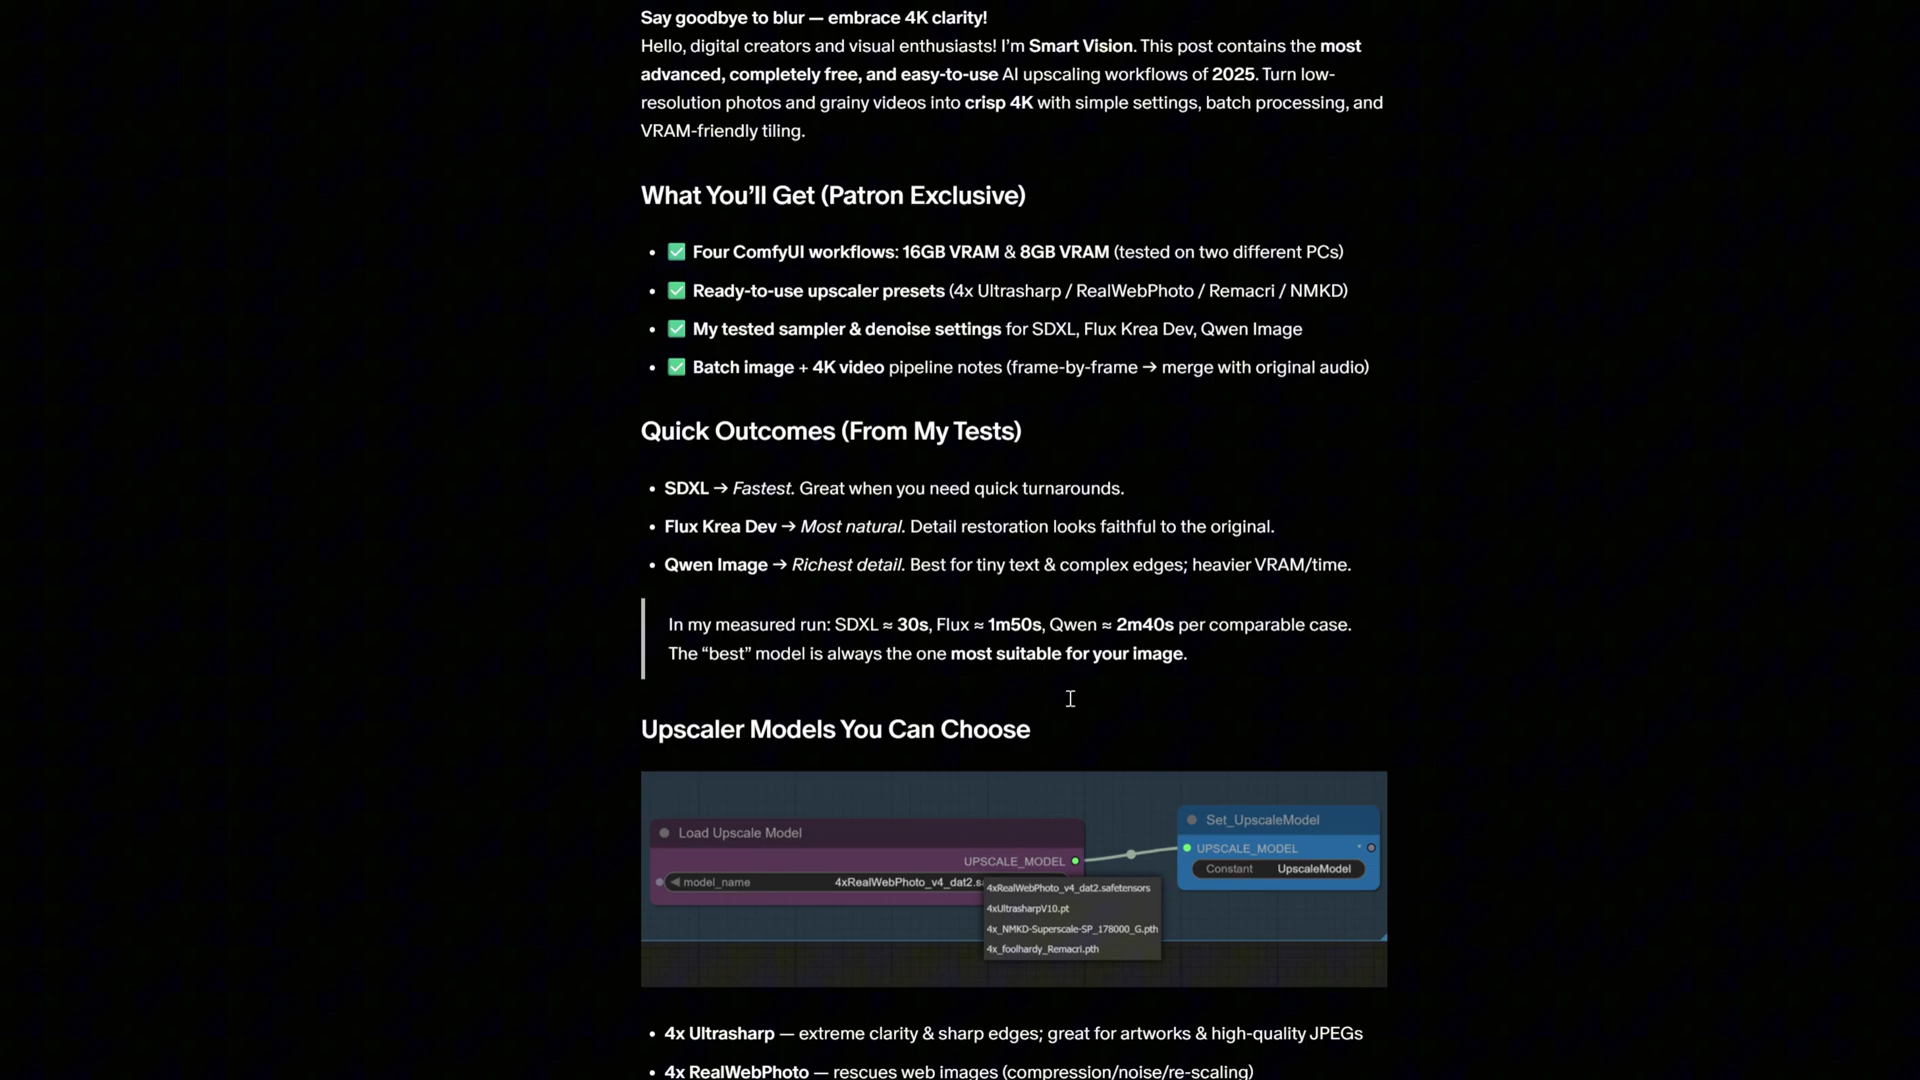 Say goodbye to blur — embrace 4K clarity!
Hello, digital creators and visual enthusiasts! I’m Smart Vision. This post contains the most
advanced, completely free, and easy-to-use AI upscaling workflows of 2025. Turn low-
resolution photos and grainy videos into crisp 4K with simple settings, batch processing, and
VRAM-friendly tiling.
What You’ll Get (Patron Exclusive)
• ✅ Four ComfyUI workflows: 16GB VRAM & 8GB VRAM (tested on two different PCs)
• ✅ Ready-to-use upscaler presets (4x Ultrasharp / RealWebPhoto / Remacri / NMKD)
• ✅ My tested sampler & denoise settings for SDXL, Flux Krea Dev, Qwen Image
• ✅ Batch image + 4K video pipeline notes (frame-by-frame → merge with original audio)
Quick Outcomes (From My Tests)
• SDXL → Fastest. Great when you need quick turnarounds.
• Flux Krea Dev → Most natural. Detail restoration looks faithful to the original.
• Qwen Image → Richest detail. Best for tiny text & complex edges; heavier VRAM/time.
In my measured run: SDXL ≈ 30s, Flux ≈ 1m50s, Qwen ≈ 2m40s per comparable case.
The “best” model is always the one most suitable for your image.
Upscaler Models You Can Choose
Load Upscale Model
UPSCALE_MODEL
model_name 4xRealWebPhoto_v4_dat2.s
4xRealWebPhoto_v4_dat2.safetensors
4xUltrasharpV10.pt
4x_NMKD-Superscale-SP_178000_G.pth
4x_foolhardy_Remacri.pth
Set_UpscaleModel
UPSCALE_MODEL
Constant UpscaleModel
• 4x Ultrasharp — extreme clarity & sharp edges; great for artworks & high-quality JPEGs
• 4x RealWebPhoto — rescues web images (compression/noise/re-scaling)